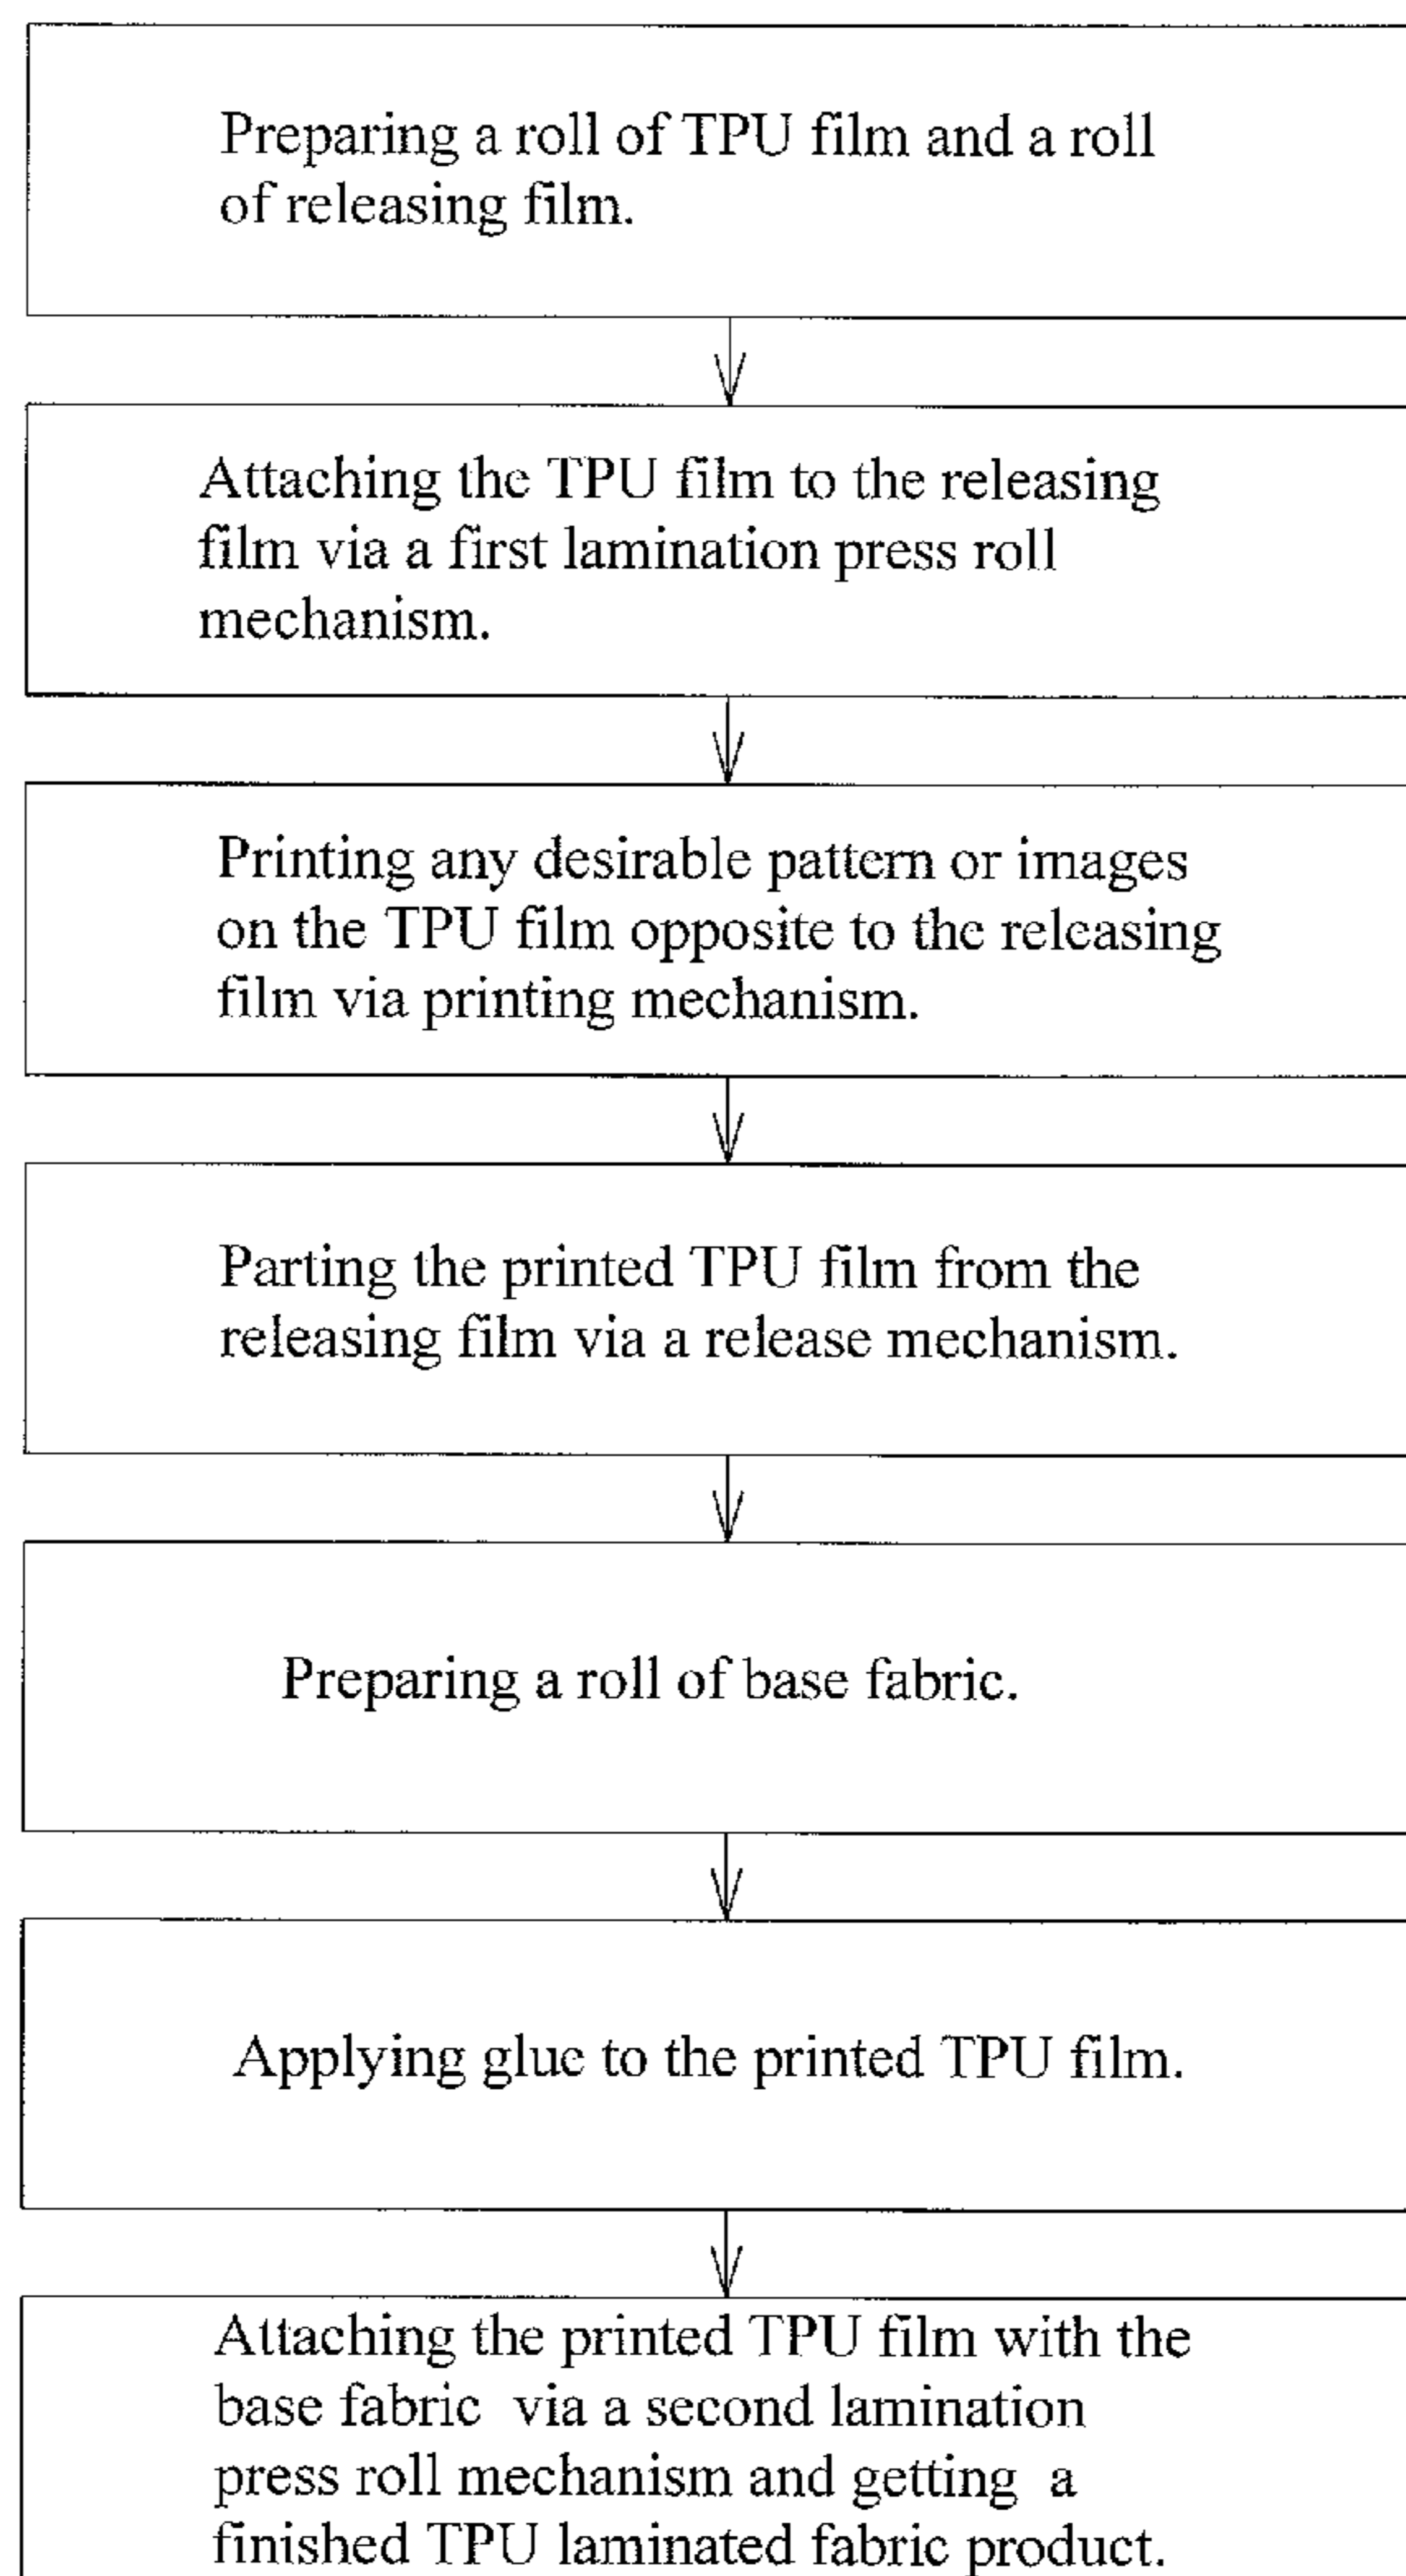 Preparing a roll of TPU film and a roll
of releasing film.
Attaching the TPU film to the releasing
film via a first lamination press roll
mechanism.
Printing any desirable pattern or images
on the TPU film opposite to the releasing
film via printing mechanism.
Parting the printed TPU film from the
releasing film via a release mechanism.
Preparing a roll of base fabric.
Applying glue to the printed TPU film.
Attaching the printed TPU film with the
base fabric via a second lamination
press roll mechanism and getting a
finished TPU laminated fabric product.